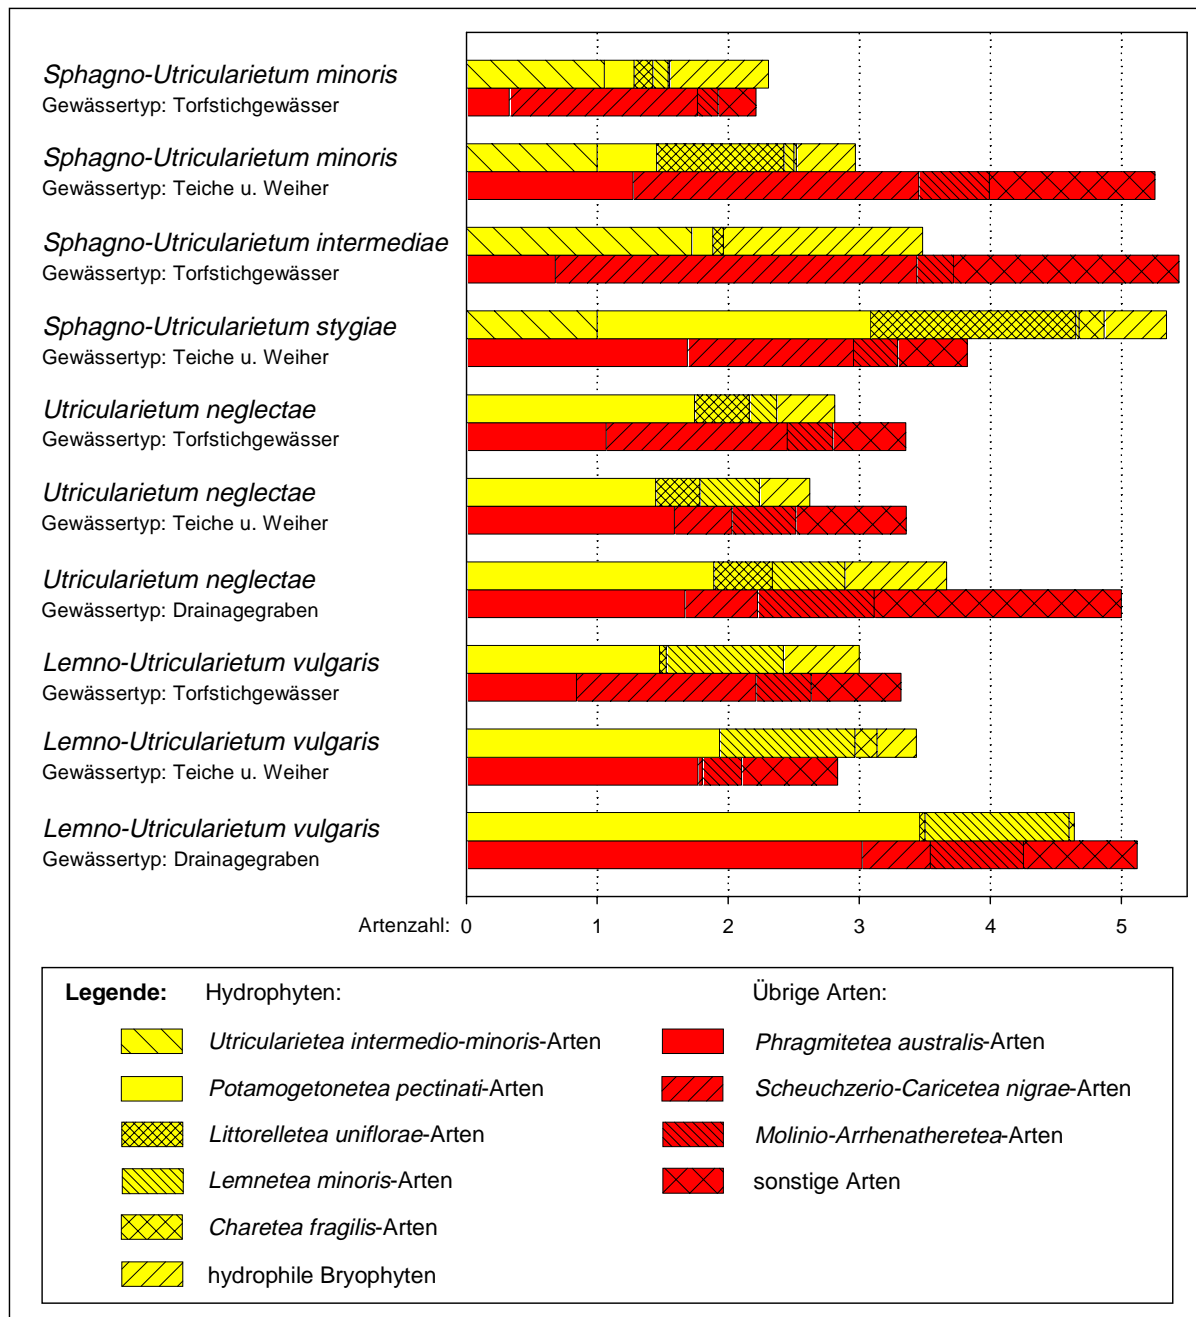 Sphagno-Utricularietum minoris
Gewässertyp: Torfstichgewässer
Sphagno-Utricularietum minoris
Gewässertyp: Teiche u. Weiher
Sphagno-Utricularietum intermediae
Gewässertyp: Torfstichgewässer
Sphagno-Utricularietum stygiae
Gewässertyp: Teiche u. Weiher
Utricularietum neglectae
Gewässertyp: Torfstichgewässer
Utricularietum neglectae
Gewässertyp: Teiche u. Weiher
Utricularietum neglectae
Gewässertyp: Drainagegraben
Lemno-Utricularietum vulgaris
Gewässertyp: Torfstichgewässer
Lemno-Utricularietum vulgaris
Gewässertyp: Teiche u. Weiher
Lemno-Utricularietum vulgaris
Gewässertyp: Drainagegraben
Artenzahl: 0 1 2 3 4 5
Legende: Hydrophyten: Übrige Arten:
Utricularietea intermedio-minoris-Arten Phragmitetea australis-Arten
Potamogetonetea pectinati-Arten Scheuchzerio-Caricetea nigrae-Arten
Littorelletea uniflorae-Arten Molinio-Arrhenatheretea-Arten
Lemnetea minoris-Arten sonstige Arten
Charetea fragilis-Arten
hydrophile Bryophyten